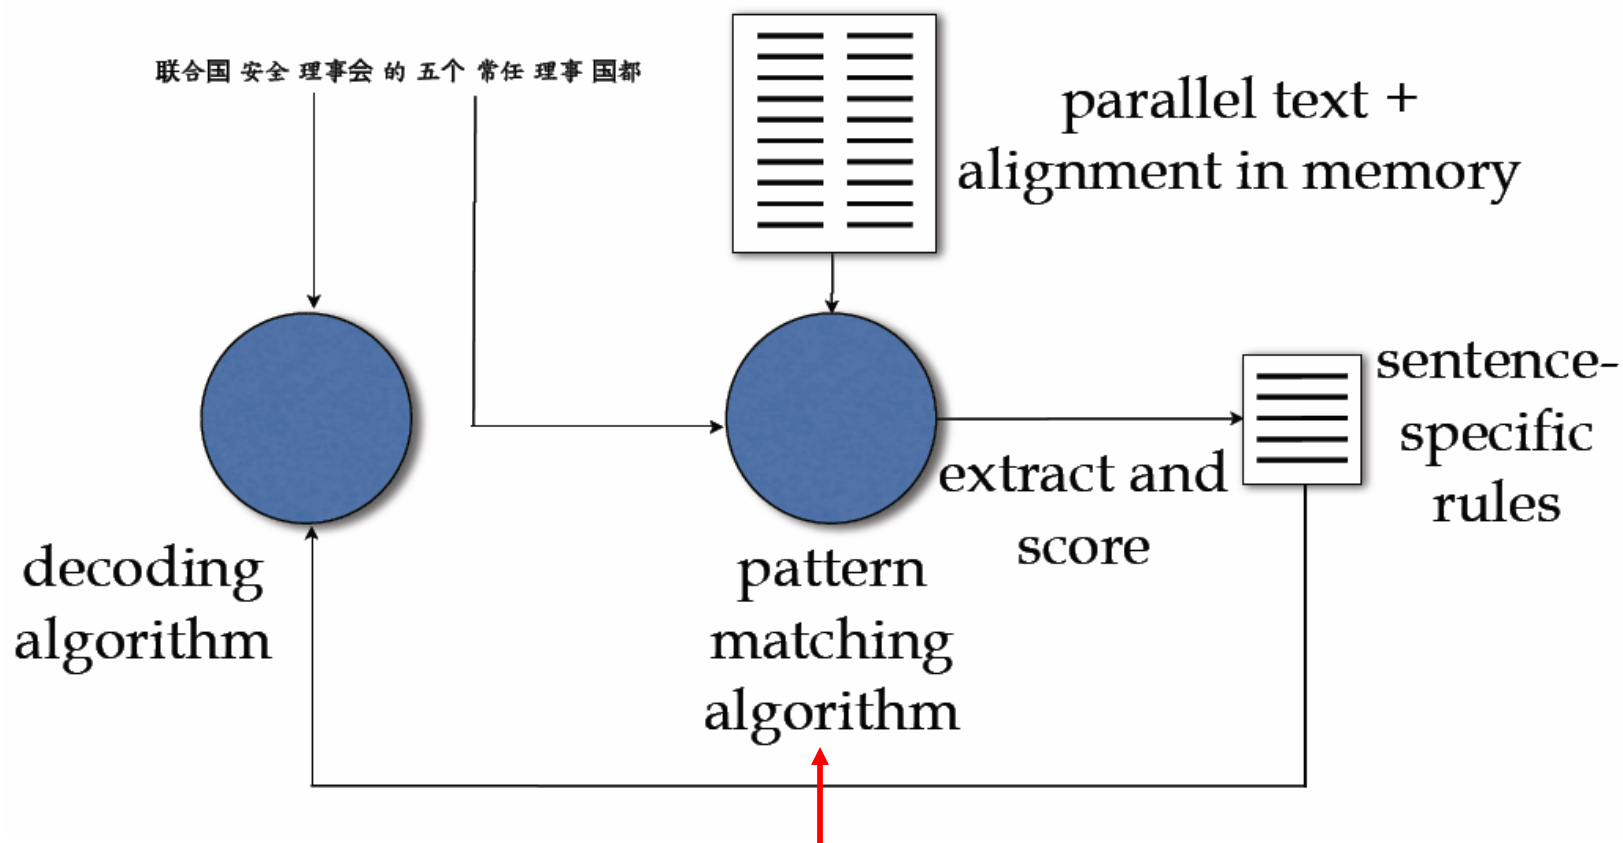 联合国 安全 理事会 的 五个 常任 理事 国都
parallel text +
alignment in memory
sentence-
specific
rules
extract and
score
decoding
algorithm
pattern
matching
algorithm